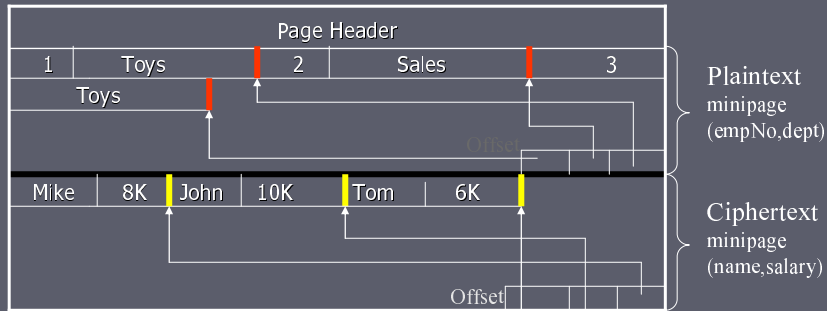 Page Header
1 Toys 2 Sales 3
Toys
Plaintext
minipage
(empNo,dept)
Offset
Mike 8K John 10K Tom 6K
Ciphertext
minipage
(name,salary)
Offset